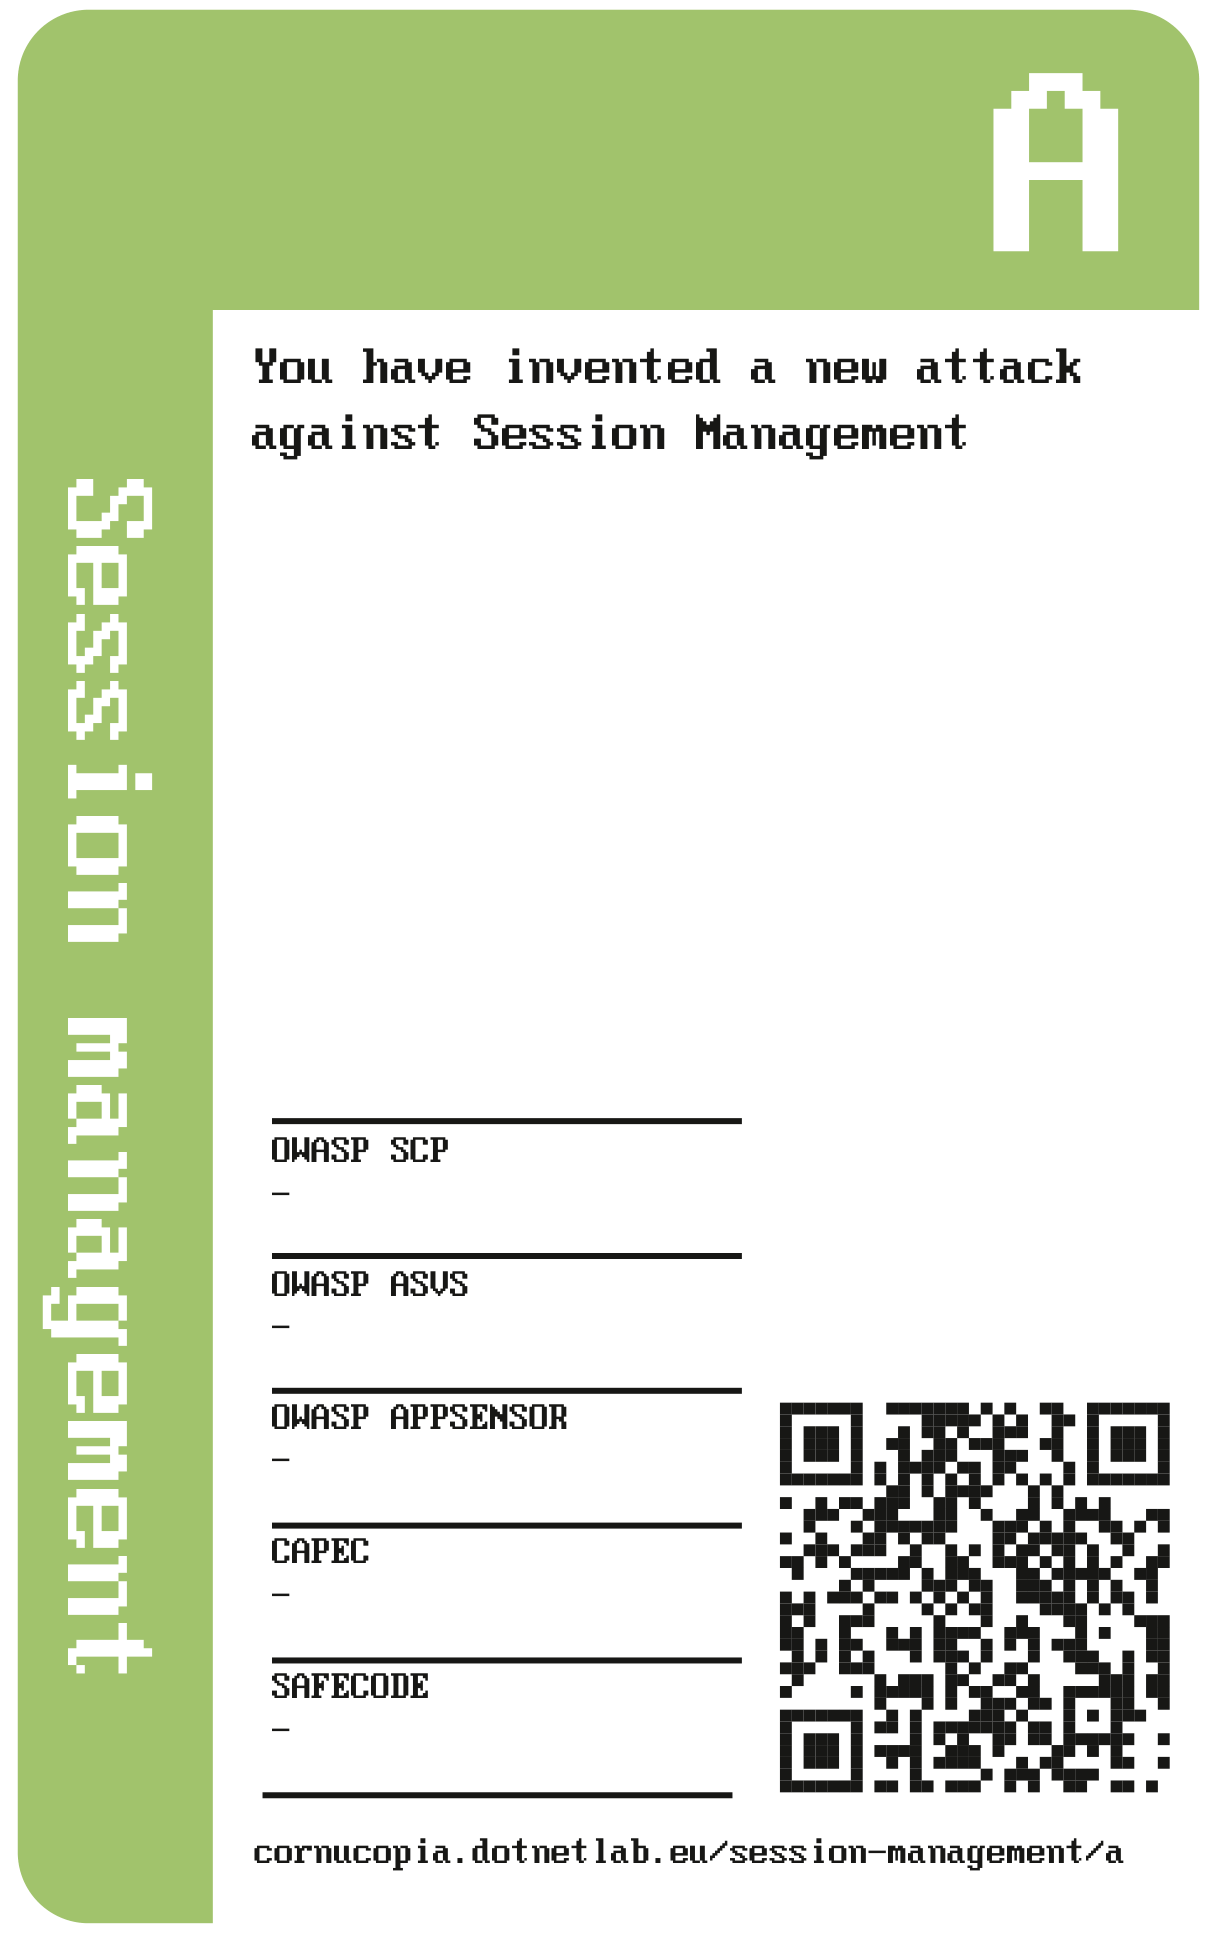 A
You have invented a new attack
against Session Management
Session management
OWASP SCP
–
OWASP ASVS
–
OWASP APPSENSOR
–
CAPEC
–
SAFECODE
–
cornucopia.dotnetlab.eu/session-management/a